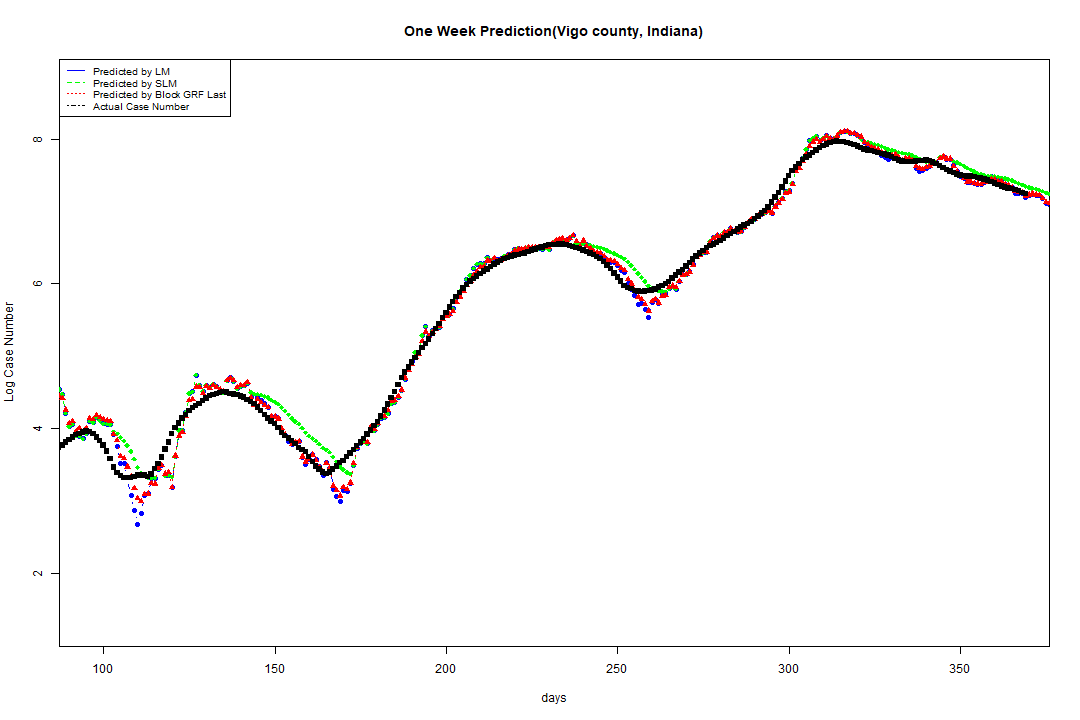 One Week Prediction(Vigo county, Indiana)
Predicted by LM
Predicted by SLM
Predicted by Block GRF Last
Actual Case Number
8
6
4
2
Log Case Number
100 150 200 250 300 350
days